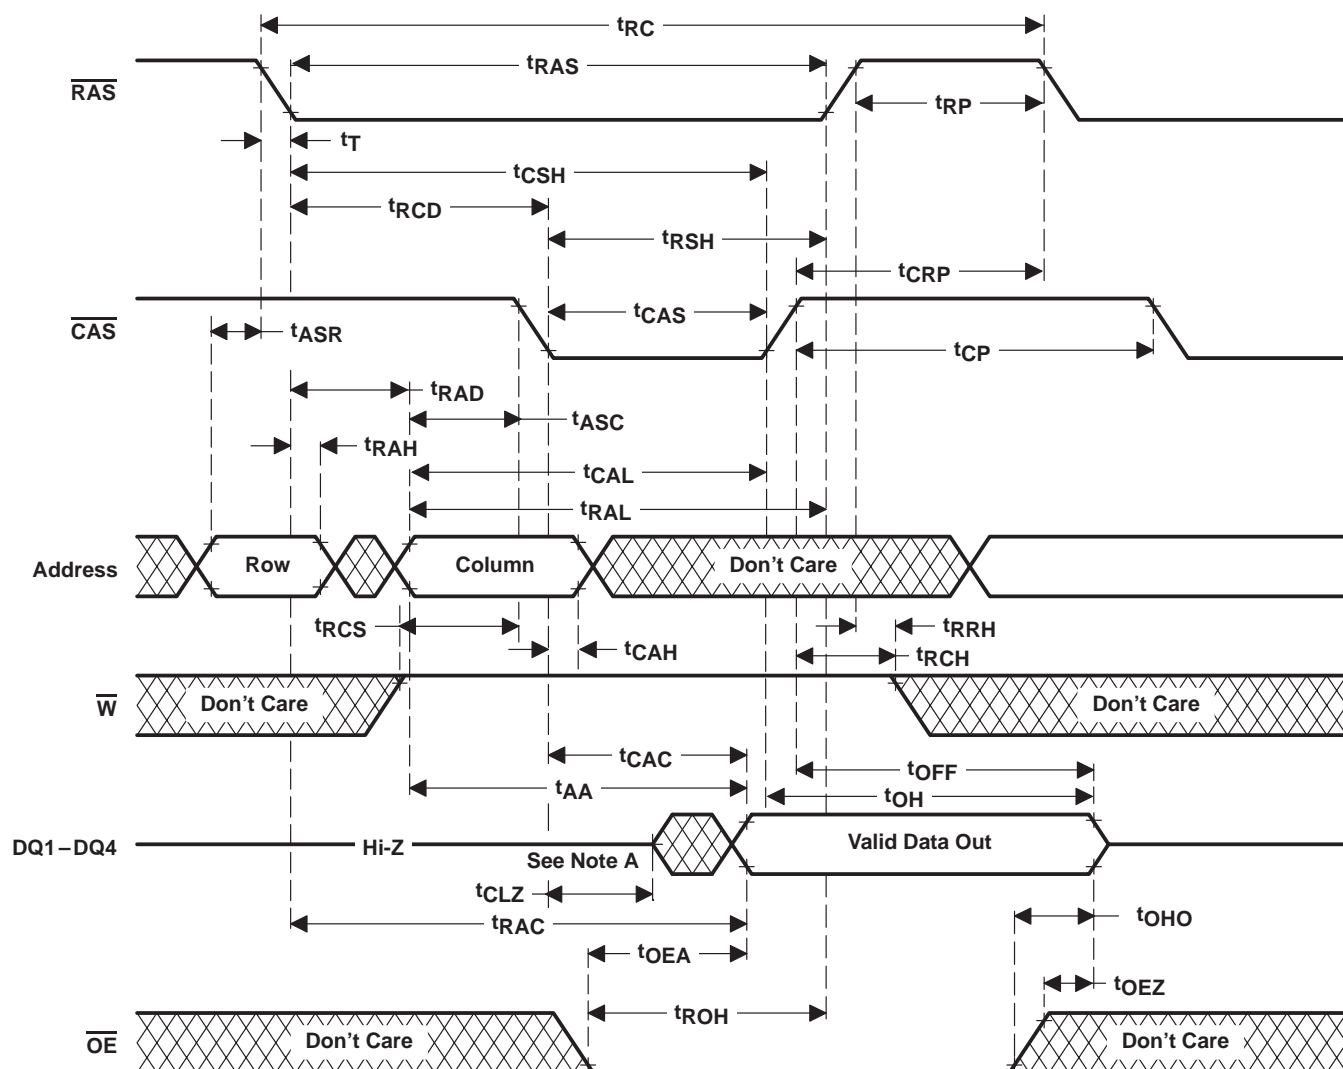 tRC
tRAS
RAS
tRP
tT
tCSH
tRCD
tRSH
tCRP
CAS
tCAS
tASR
tCP
tRAD
tASC
tRAH
tCAL
tRAL
Address
Row
Column
Don't Care
tRCS
tRRH
tCAH
tRCH
W
Don't Care
Don't Care
tCAC
tOFF
tAA
tOH
DQ1–DQ4
Hi-Z
Valid Data Out
See Note A
tCLZ
tRAC
tOHO
tOEA
tOEZ
tROH
OE
Don't Care
Don't Care